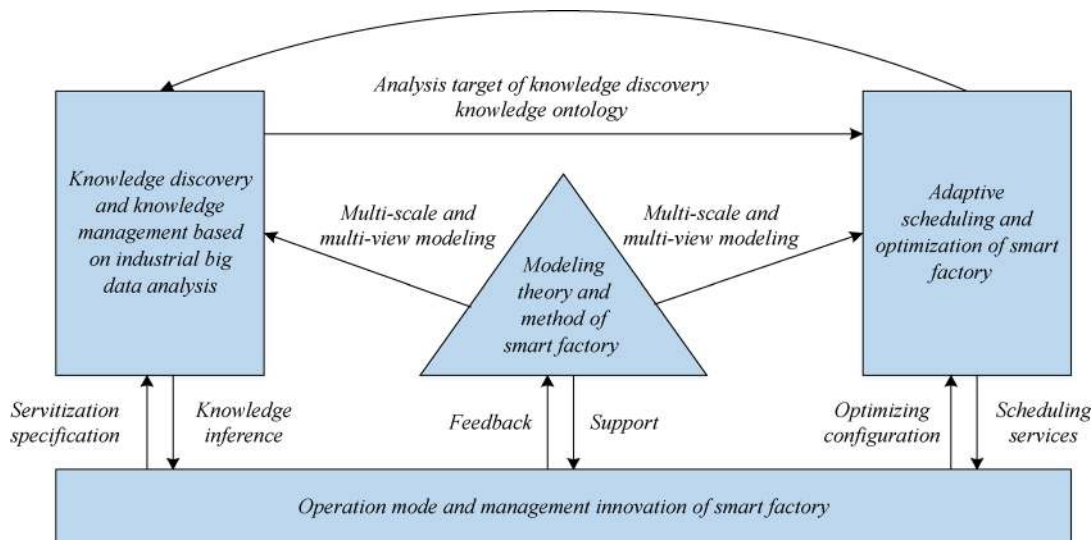 Analysis target of knowledge discovery
knowledge ontology
Knowledge discovery
and knowledge
management based
on industrial big
data analysis
Multi-scale and
multi-view modeling
Multi-scale and
multi-view modeling
Modeling
theory and
method of
smart factory
Adaptive
scheduling and
optimization of smart
factory
Servitization
specification
Knowledge
inference
Feedback
Support
Optimizing
configuration
Scheduling
services
Operation mode and management innovation of smart factory